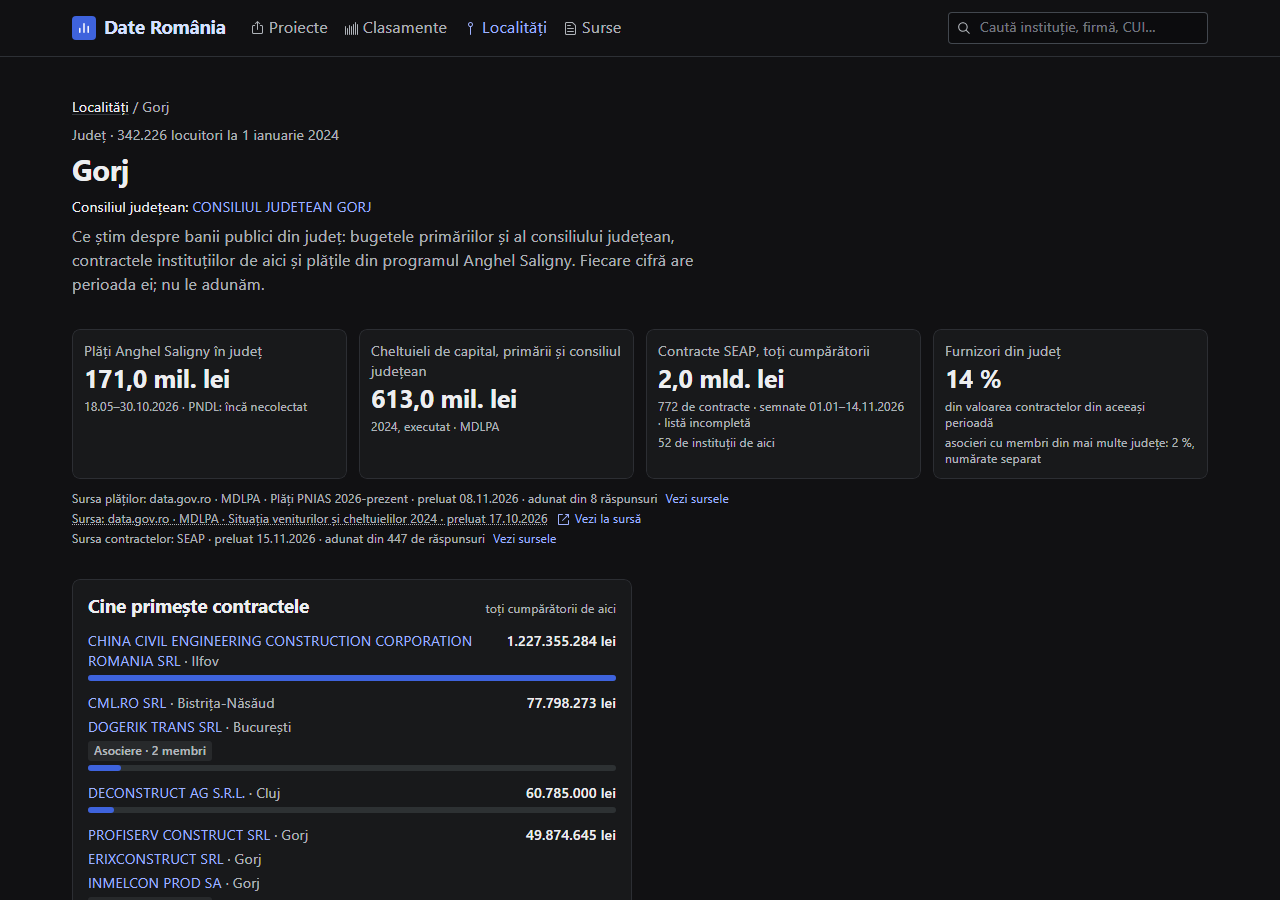 Date România
Proiecte
Clasamente
Localități
Surse
Caută instituție, firmă, CUI...
Localități / Gorj
Județ · 342.226 locuitori la 1 ianuarie 2024
Gorj
Consiliul județean: CONSILIUL JUDETEAN GORJ
Ce știm despre banii publici din județ: bugetele primăriilor și al consiliului județean,
contractele instituțiilor de aici și plățile din programul Anghel Saligny. Fiecare cifră are
perioada ei; nu le adunăm.
Plăți Anghel Saligny în județ
171,0 mil. lei
18.05–30.10.2026 · PNDL: încă necolectat
Cheltuieli de capital, primării și consiliul
județean
613,0 mil. lei
2024, executat · MDLPA
Contracte SEAP, toți cumpărătorii
2,0 mld. lei
772 de contracte · semnate 01.01–14.11.2026
· listă incompletă
52 de instituții de aici
Furnizori din județ
14 %
din valoarea contractelor din aceeași
perioadă
asocieri cu membri din mai multe județe: 2 %,
numărate separat
Sursa plăților: data.gov.ro · MDLPA · Plăți PNIAS 2026-prezent · preluat 08.11.2026 · adunat din 8 răspunsuri Vezi sursele
Sursa: data.gov.ro · MDLPA · Situația veniturilor și cheltuielilor 2024 · preluat 17.10.2026 Vezi la sursă
Sursa contractelor: SEAP · preluat 15.11.2026 · adunat din 447 de răspunsuri Vezi sursele
Cine primește contractele
toți cumpărătorii de aici
CHINA CIVIL ENGINEERING CONSTRUCTION CORPORATION
ROMANIA SRL · Ilfov
1.227.355.284 lei
CML.RO SRL · Bistrița-Năsăud
77.798.273 lei
DOGERIK TRANS SRL · București
Asociere · 2 membri
DECONSTRUCT AG S.R.L. · Cluj
60.785.000 lei
PROFISERV CONSTRUCT SRL · Gorj
49.874.645 lei
ERIXCONSTRUCT SRL · Gorj
INMELCON PROD SA · Gorj